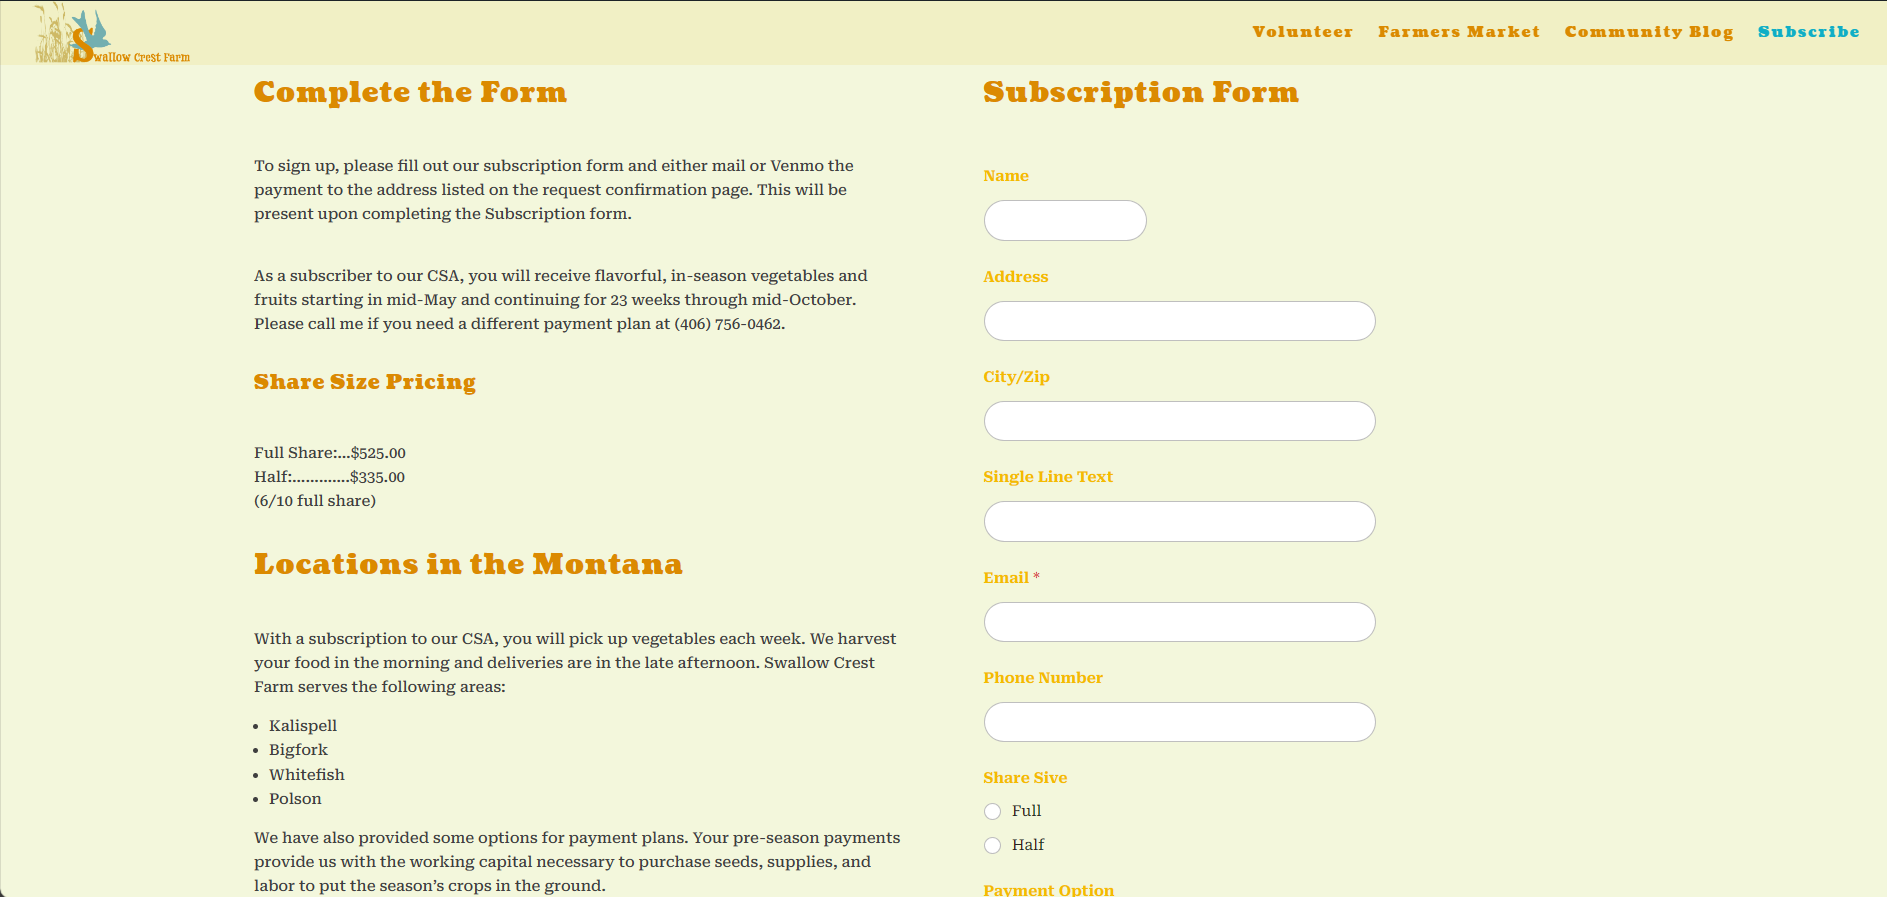 Swallow Crest Farm
Volunteer Farmers Market Community Blog Subscribe
Complete the Form
To sign up, please fill out our subscription form and either mail or Venmo the
payment to the address listed on the request confirmation page. This will be
present upon completing the Subscription form.
As a subscriber to our CSA, you will receive flavorful, in-season vegetables and
fruits starting in mid-May and continuing for 23 weeks through mid-October.
Please call me if you need a different payment plan at (406) 756-0462.
Share Size Pricing
Full Share:...$525.00
Half:.............$335.00
(6/10 full share)
Locations in the Montana
With a subscription to our CSA, you will pick up vegetables each week. We harvest
your food in the morning and deliveries are in the late afternoon. Swallow Crest
Farm serves the following areas:
• Kalispell
• Bigfork
• Whitefish
• Polson
We have also provided some options for payment plans. Your pre-season payments
provide us with the working capital necessary to purchase seeds, supplies, and
labor to put the season’s crops in the ground.
Subscription Form
Name
Address
City/Zip
Single Line Text
Email *
Phone Number
Share Sive
Full
Half
Payment Option